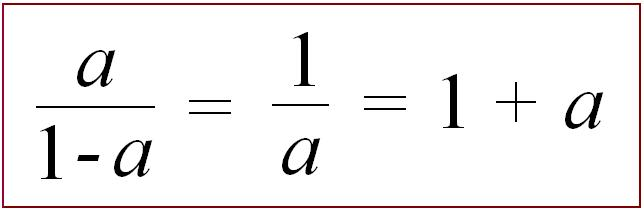 a/(1-a) = 1/a = 1 + a